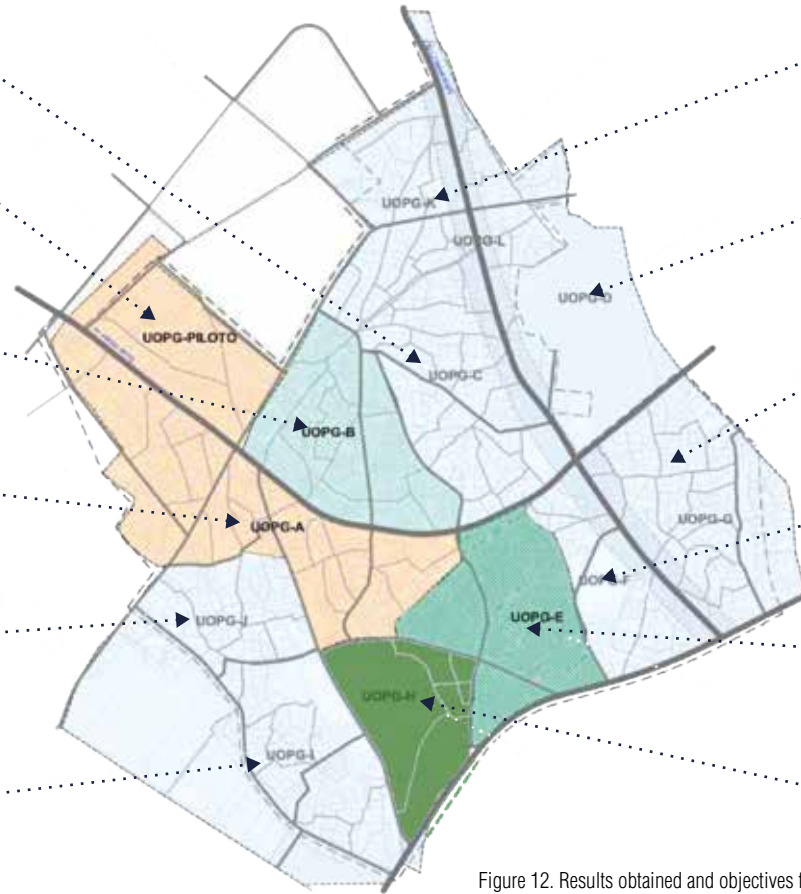 UOPG-K
UOPG-L
UOPG-D
UOPG-PILOTO
UOPG-C
UOPG-B
UOPG-A
UOPG-G
UOPG-F
UOPG-J
UOPG-E
UOPG-H
UOPG-I
Figure 12. Results obtained and objectives f